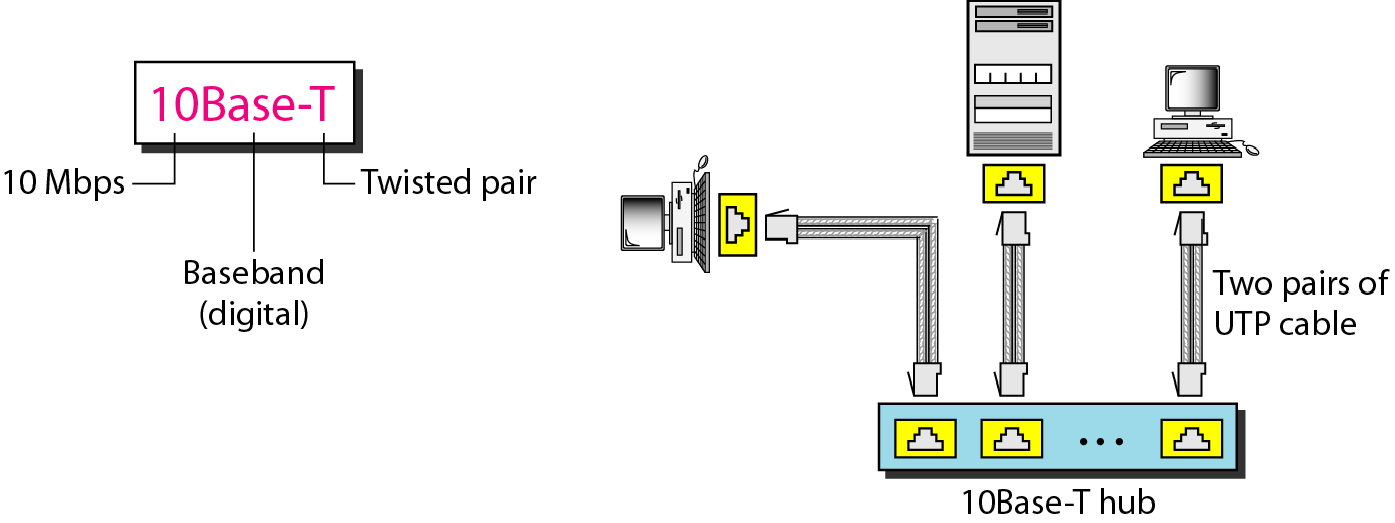 10Base-T
10 Mbps
Twisted pair
Baseband
(digital)
Two pairs of
UTP cable
10Base-T hub